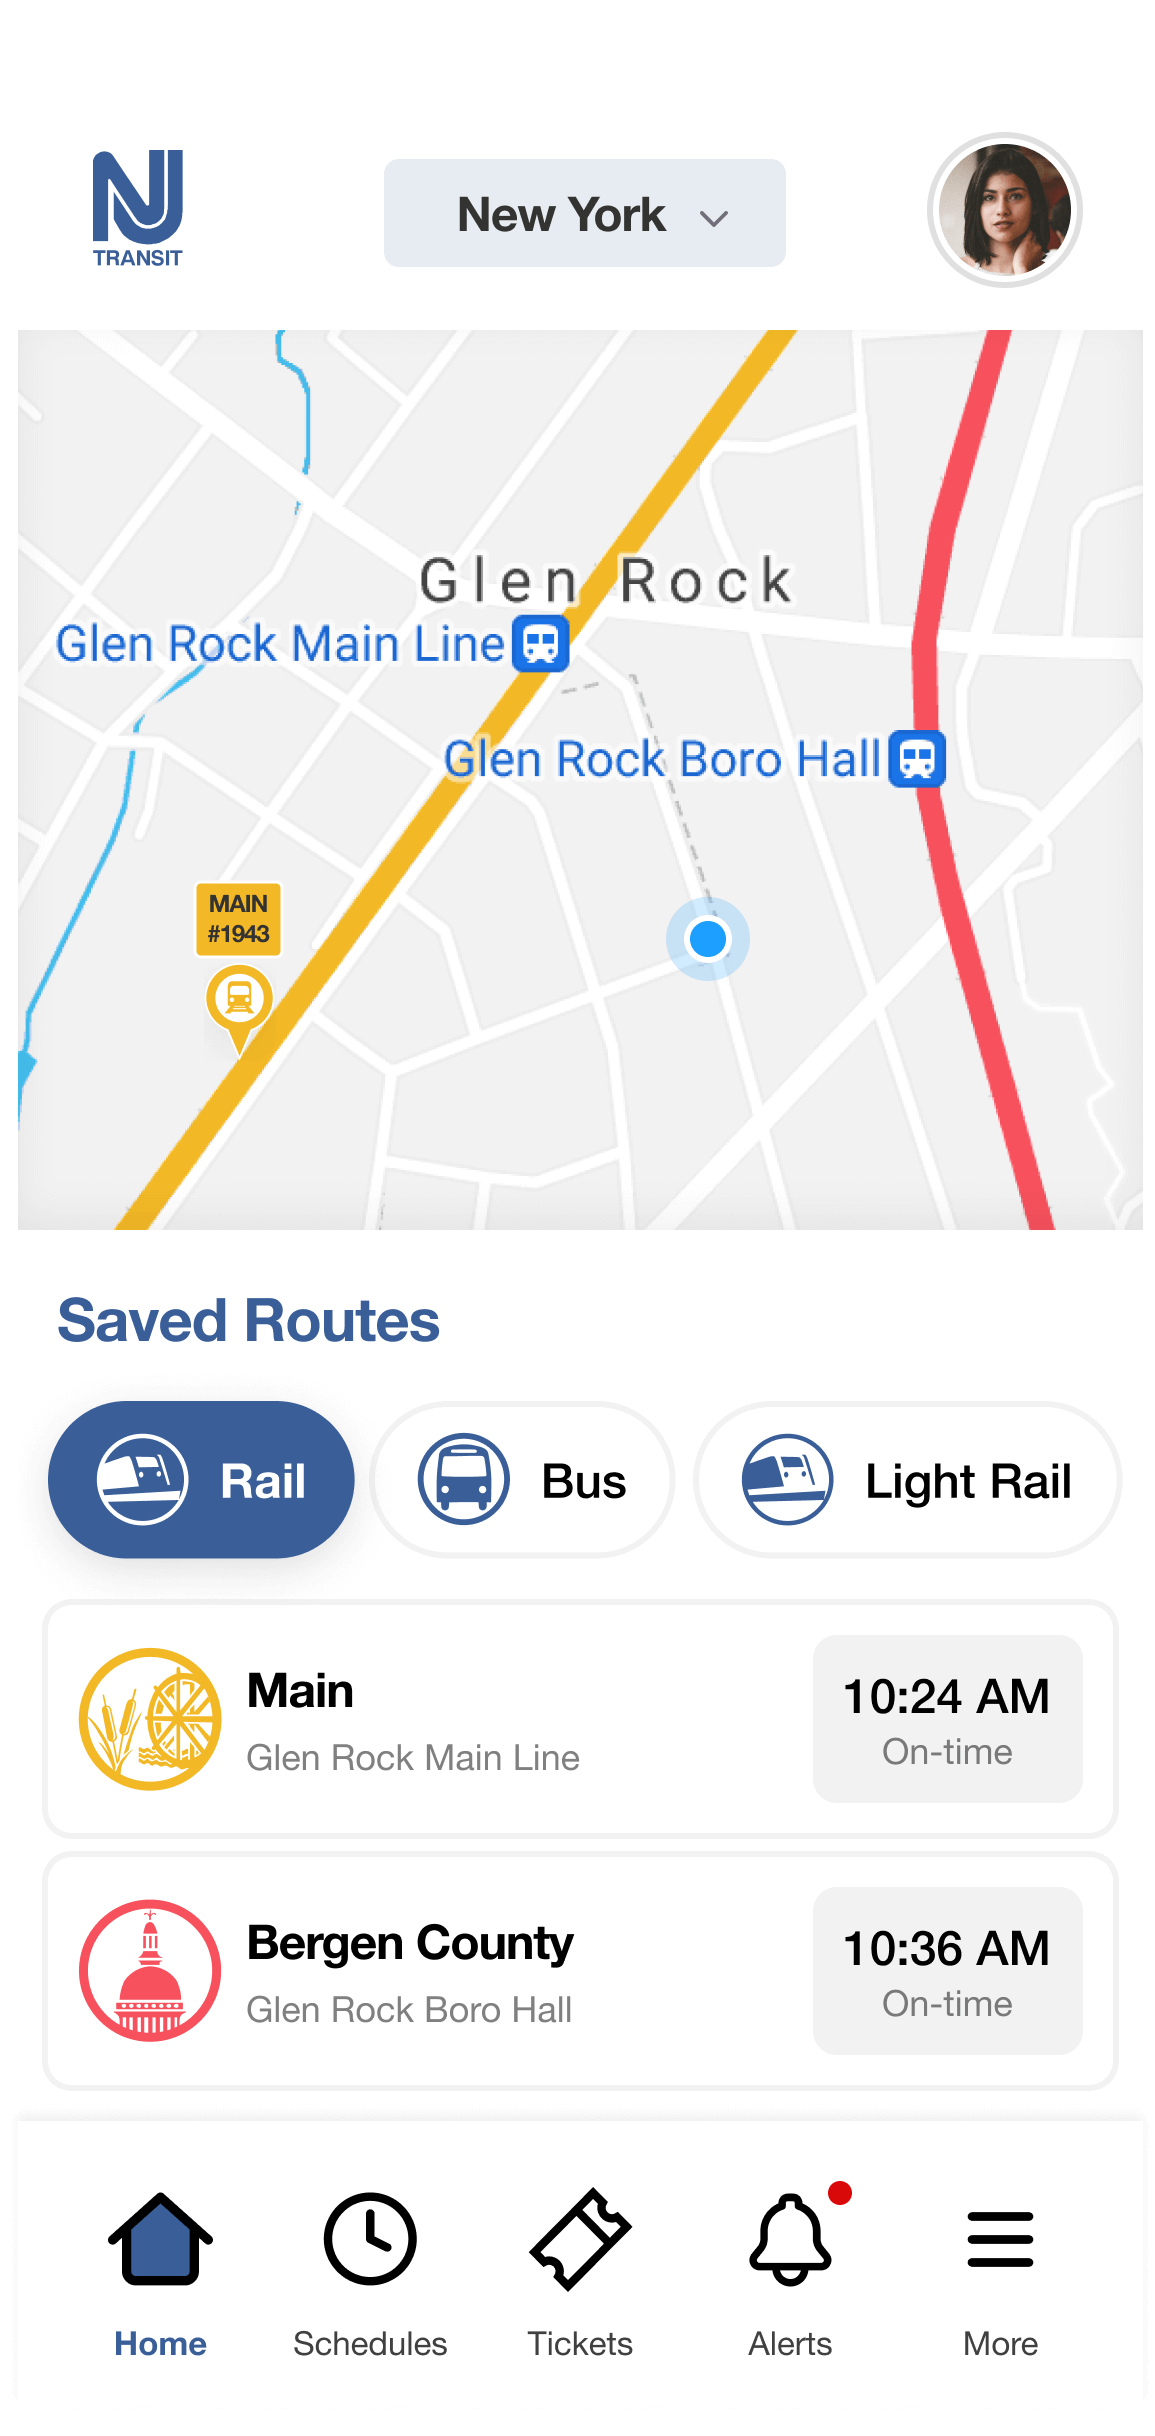 NJ
TRANSIT
New York
Glen Rock
Glen Rock Main Line
Glen Rock Boro Hall
MAIN
#1943
Saved Routes
Rail
Bus
Light Rail
Main
Glen Rock Main Line
10:24 AM
On-time
Bergen County
Glen Rock Boro Hall
10:36 AM
On-time
Home
Schedules
Tickets
Alerts
More